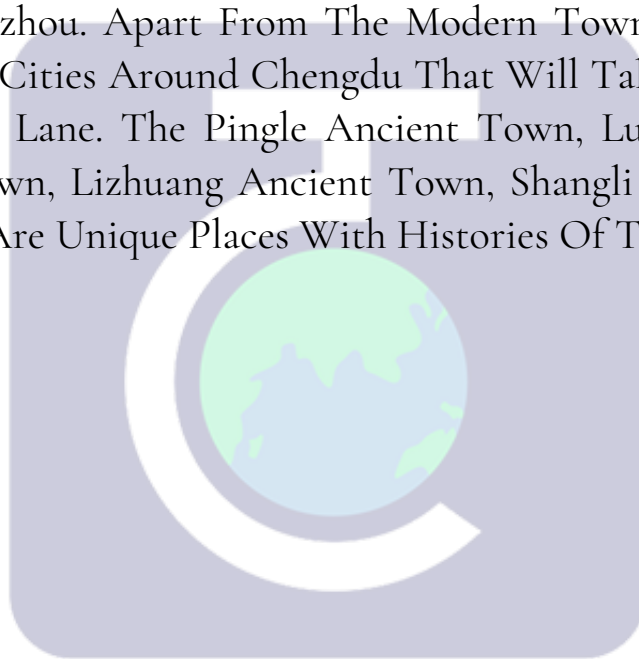 zhou. Apart From The Modern Town
Cities Around Chengdu That Will Tal
Lane. The Pingle Ancient Town, Lu
wn, Lizhuang Ancient Town, Shangli
Are Unique Places With Histories Of T